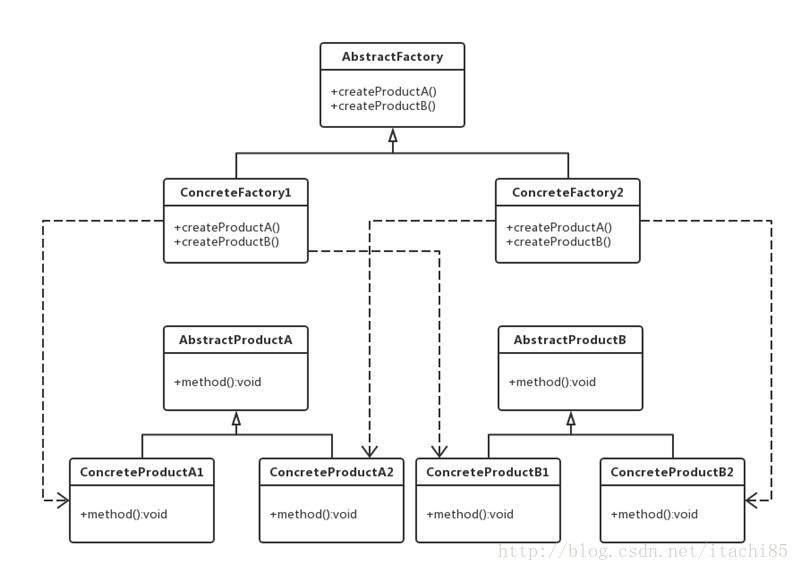 AbstractFactory
+createProductA()
+createProductB()
ConcreteFactory1
+createProductA()
+createProductB()
ConcreteFactory2
+createProductA()
+createProductB()
AbstractProductA
+method():void
AbstractProductB
+method():void
ConcreteProductA1
+method():void
ConcreteProductA2
+method():void
ConcreteProductB1
+method():void
ConcreteProductB2
+method():void
http://blog.csdn.net/itachi85